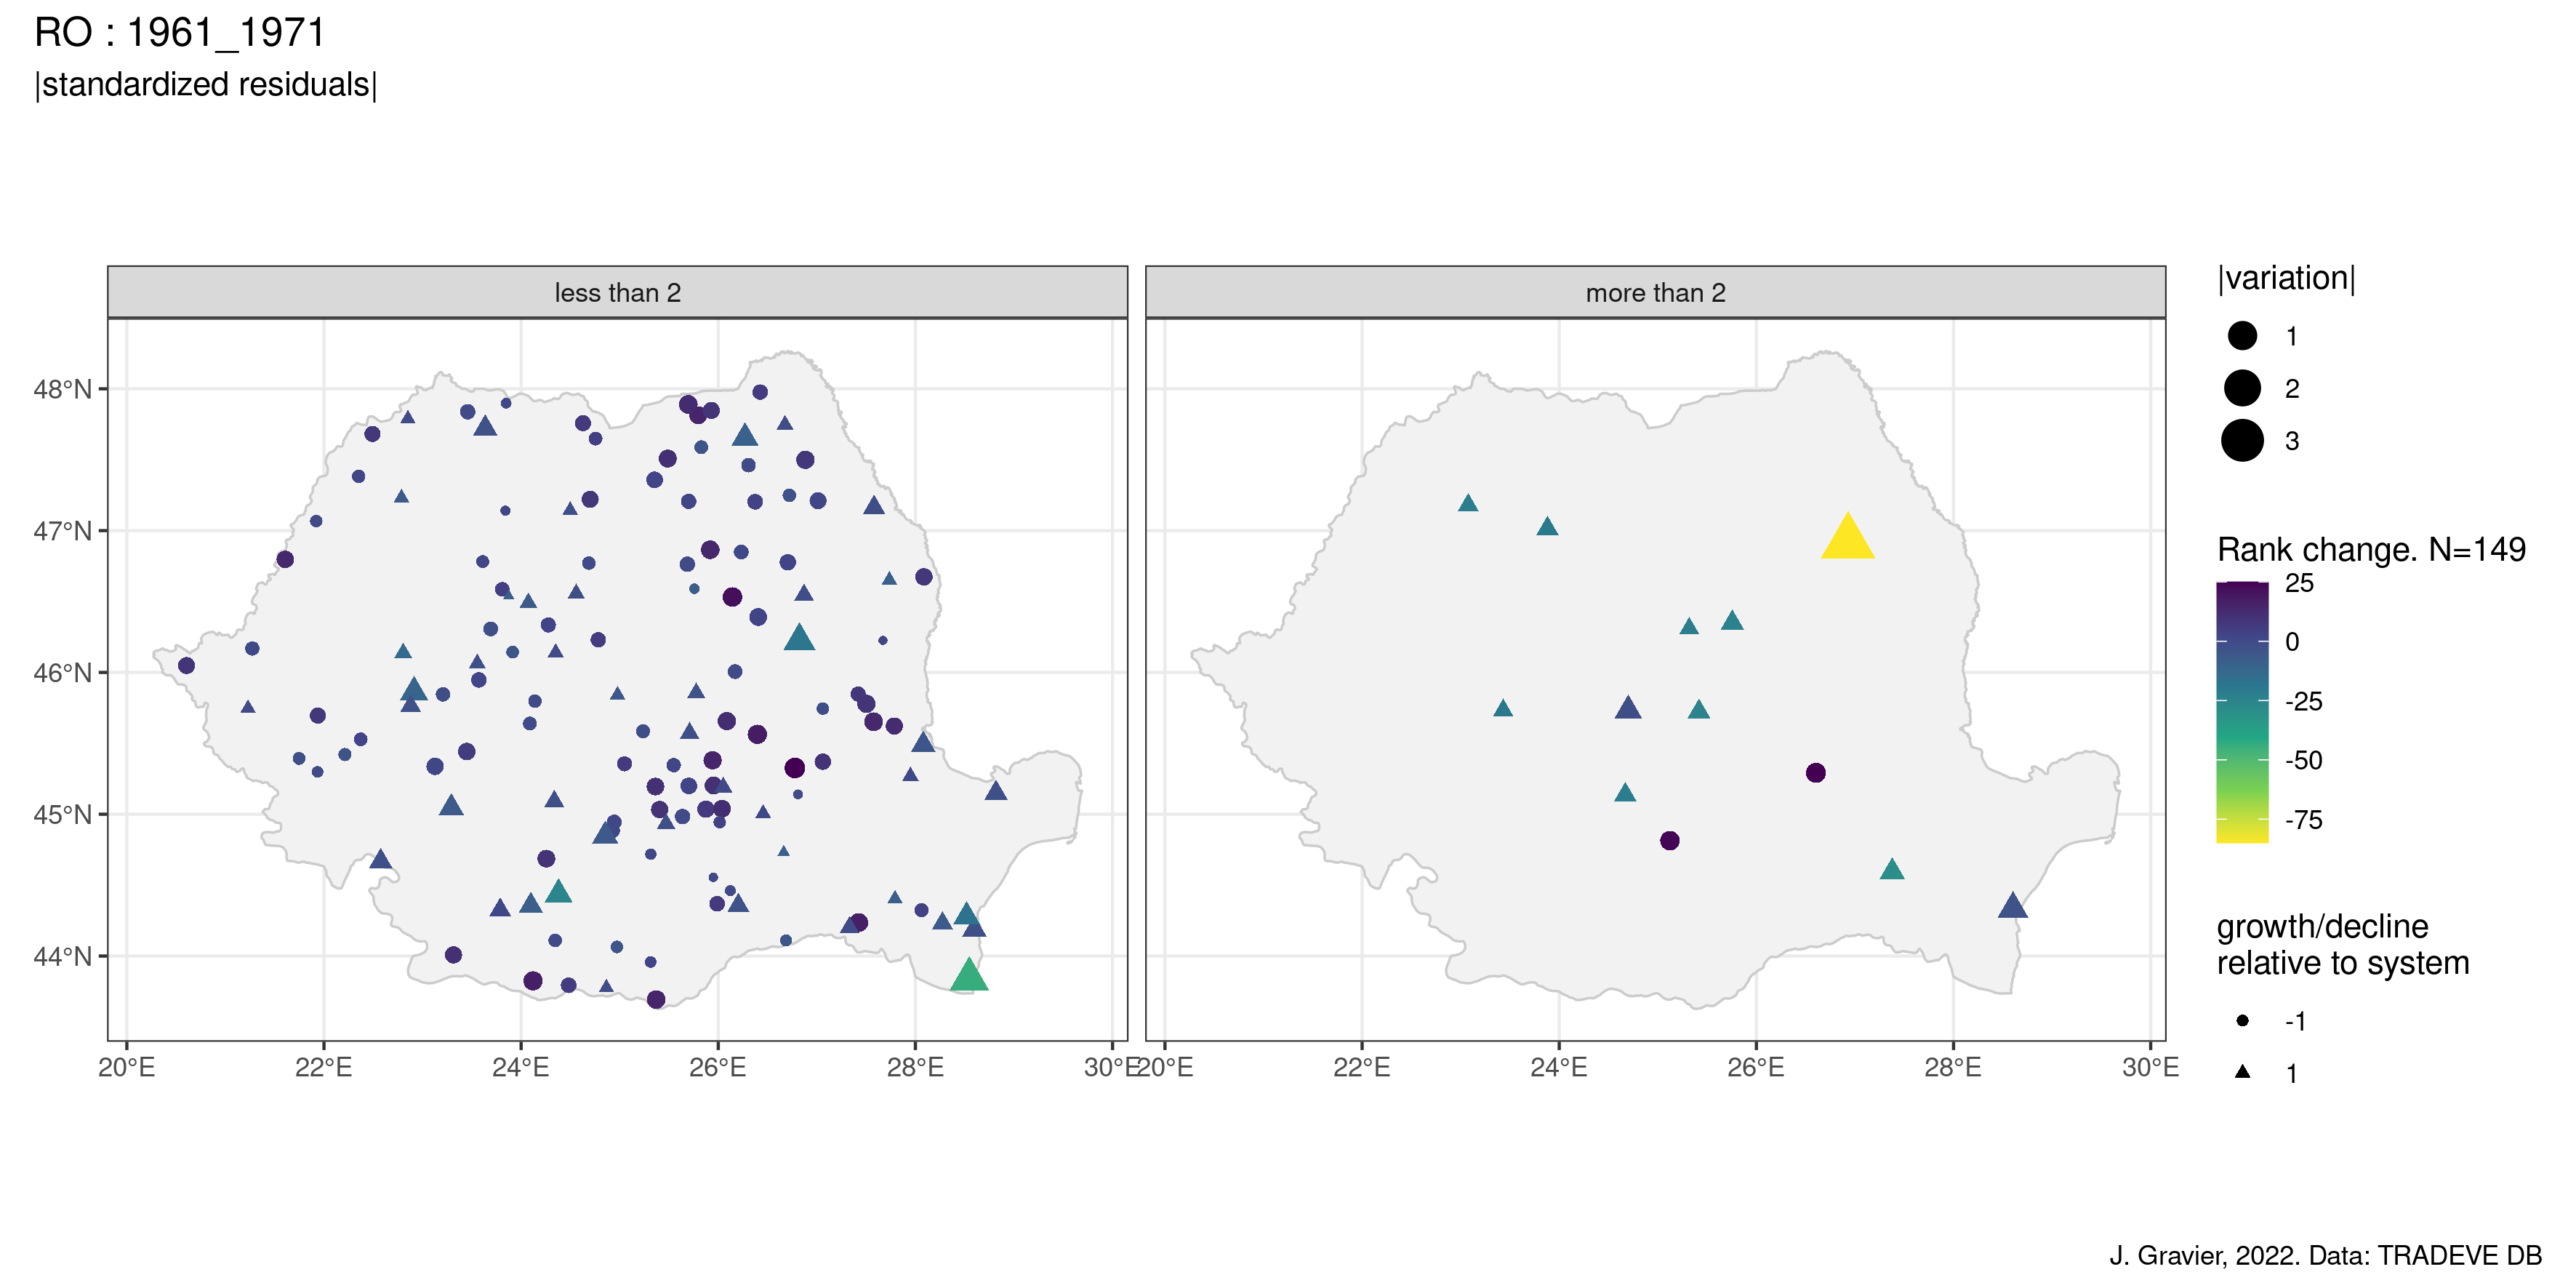 RO : 1961_1971
|standardized residuals|
less than 2
more than 2
48°N
47°N
46°N
45°N
44°N
20°E
22°E
24°E
26°E
28°E
30°E
20°E
22°E
24°E
26°E
28°E
30°E
|variation|
1
2
3
Rank change. N=149
25
0
-25
-50
-75
growth/decline
relative to system
-1
1
J. Gravier, 2022. Data: TRADEVE DB